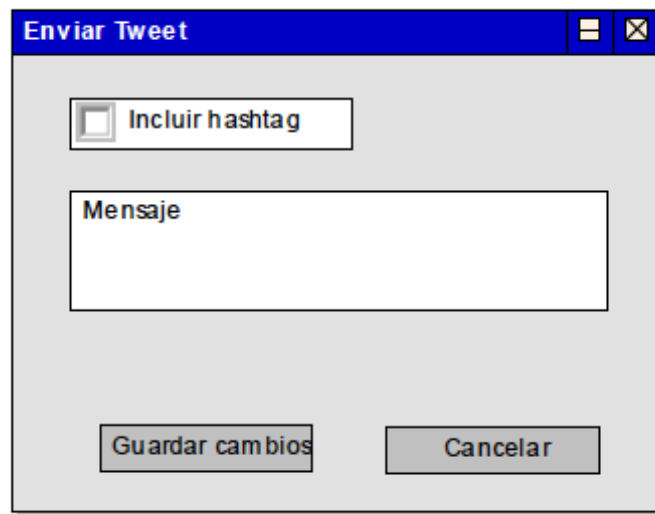 Enviar Tweet
Incluir hashtag
Mensaje
Guardar cambios
Cancelar